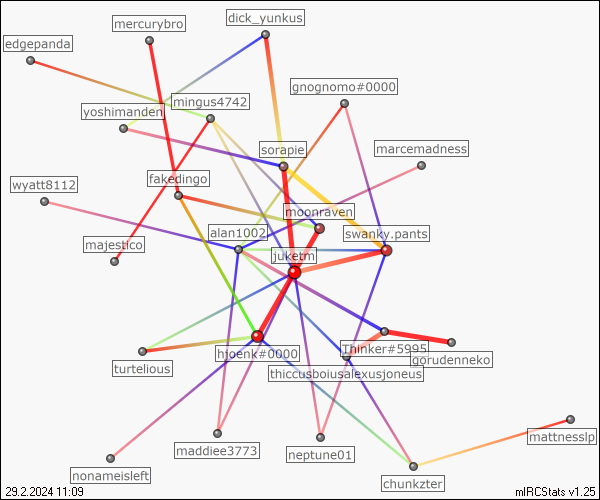 dick_yunkus
mercurybro
edgepanda
gnognomo#0000
mingus4742
yoshimanden
sorapie
marcemadness
fakedingo
wyatt8112
moonraven
alan1002
swanky.pants
majestico
juketm
Thinker#5995
hjoenk#0000
gorudenneko
turtelious
thiccusboiusalexusjoneus
mattnesslp
maddiee3773
neptune01
nonameisleft
chunkzter
29.2.2024 11:09
mIRCStats v1.25